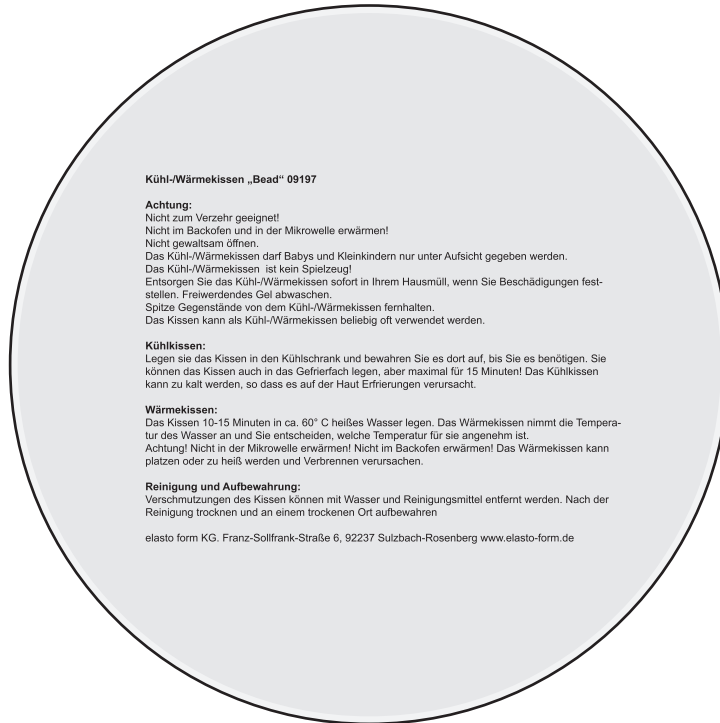 Kühl-/Wärmekissen „Bead“ 09197
Achtung:
Nicht zum Verzehr geeignet!
Nicht im Backofen und in der Mikrowelle erwärmen!
Nicht gewaltsam öffnen.
Das Kühl-/Wärmekissen darf Babys und Kleinkindern nur unter Aufsicht gegeben werden.
Das Kühl-/Wärmekissen  ist kein Spielzeug!
Entsorgen Sie das Kühl-/Wärmekissen sofort in Ihrem Hausmüll, wenn Sie Beschädigungen fest-
stellen. Freiwerdendes Gel abwaschen.
Spitze Gegenstände von dem Kühl-/Wärmekissen fernhalten.
Das Kissen kann als Kühl-/Wärmekissen beliebig oft verwendet werden.
Kühlkissen:
Legen sie das Kissen in den Kühlschrank und bewahren Sie es dort auf, bis Sie es benötigen. Sie
können das Kissen auch in das Gefrierfach legen, aber maximal für 15 Minuten! Das Kühlkissen
kann zu kalt werden, so dass es auf der Haut Erfrierungen verursacht.
Wärmekissen:
Das Kissen 10-15 Minuten in ca. 60° C heißes Wasser legen. Das Wärmekissen nimmt die Tempera-
tur des Wasser an und Sie entscheiden, welche Temperatur für sie angenehm ist.
Achtung! Nicht in der Mikrowelle erwärmen! Nicht im Backofen erwärmen! Das Wärmekissen kann
platzen oder zu heiß werden und Verbrennen verursachen.
Reinigung und Aufbewahrung:
Verschmutzungen des Kissen können mit Wasser und Reinigungsmittel entfernt werden. Nach der
Reinigung trocknen und an einem trockenen Ort aufbewahren
elasto form KG. Franz-Sollfrank-Straße 6, 92237 Sulzbach-Rosenberg www.elasto-form.de